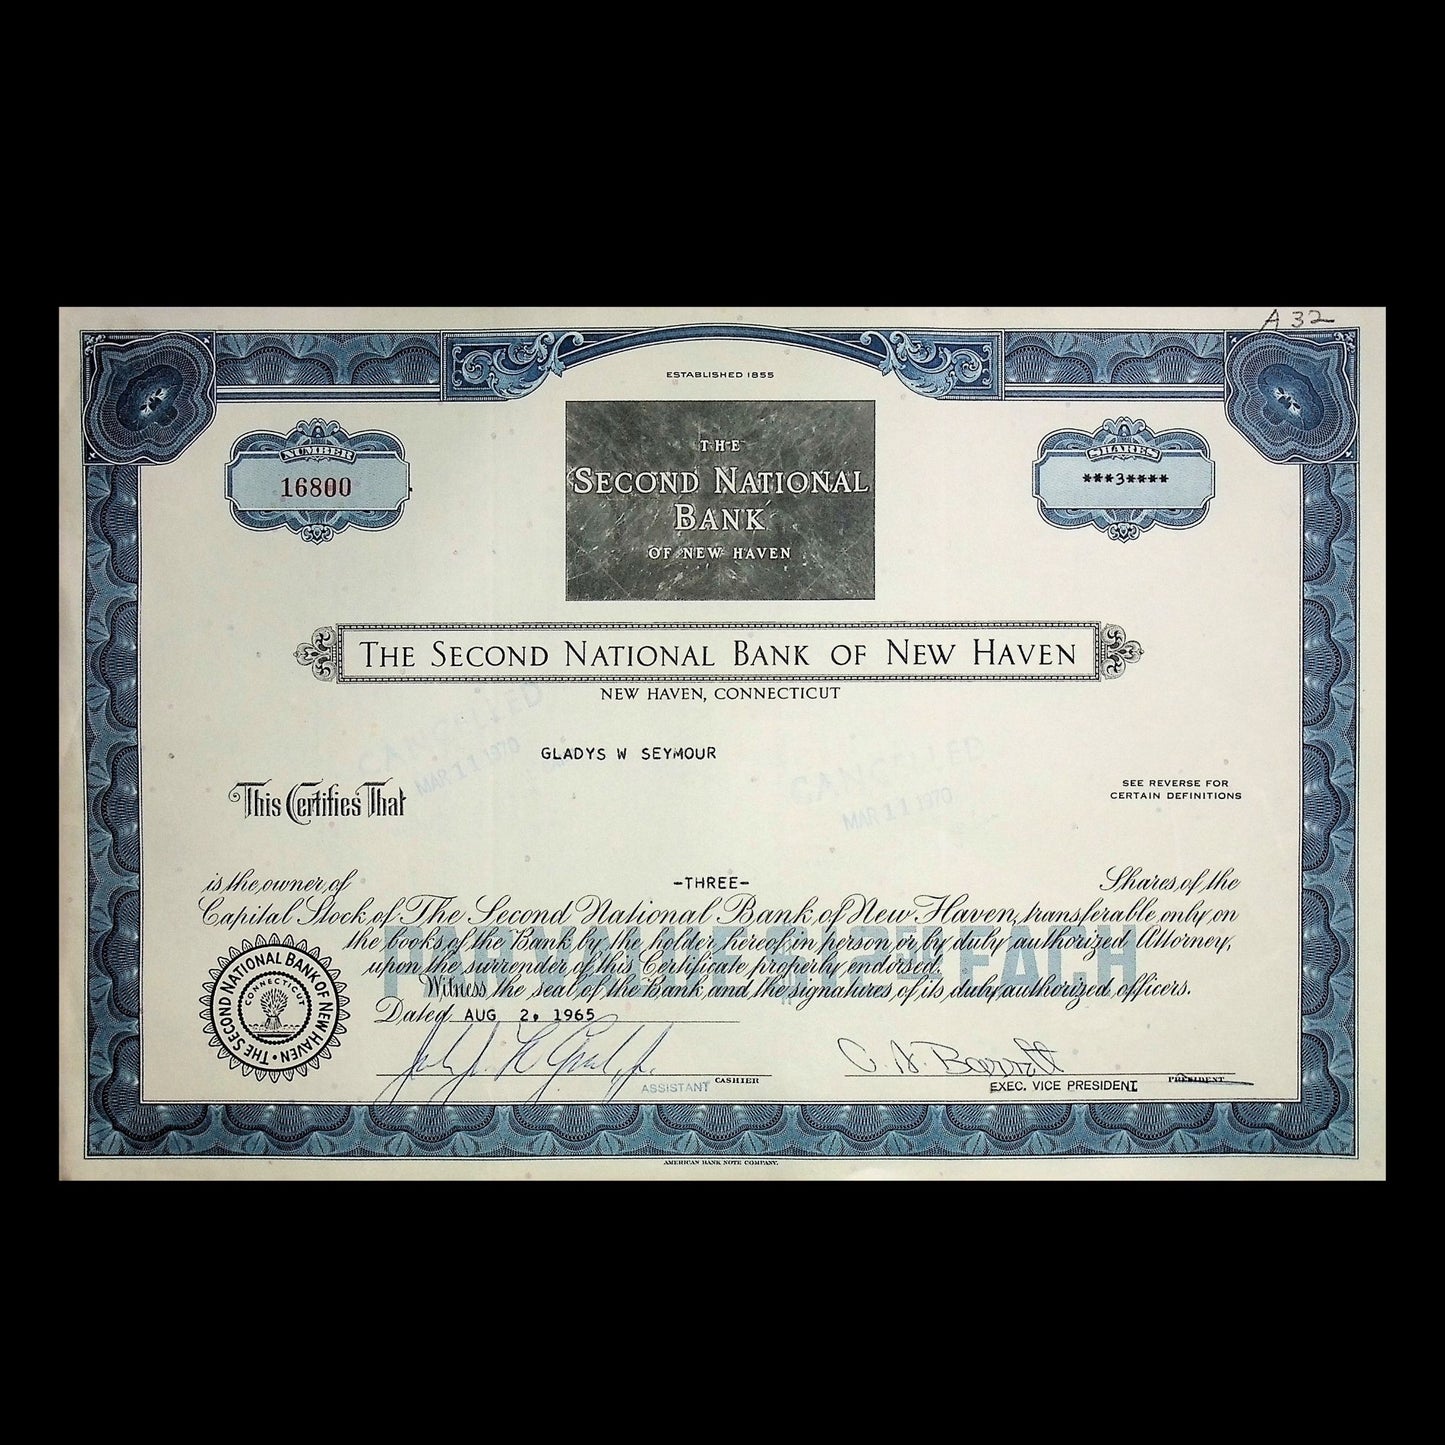 A 32
ESTABLISHED 1855
NUMBER
16800
THE
SECOND NATIONAL
BANK
OF NEW HAVEN
SHARES
***3****
THE SECOND NATIONAL BANK OF NEW HAVEN
NEW HAVEN, CONNECTICUT
CANCELLED
MAR 11 1970
CANCELLED
MAR 11 1970
GLADYS W SEYMOUR
This Certifies That
SEE REVERSE FOR
CERTAIN DEFINITIONS
is the owner of -THREE- Shares of the
Capital Stock of The Second National Bank of New Haven, transferable only on
the books of the Bank by the holder hereof in person or by duly authorized Attorney,
upon the surrender of this Certificate properly endorsed.
Witness the seal of the Bank and the signatures of its duly authorized officers.
PAR VALUE EACH
Dated AUG 2, 1965
THE SECOND NATIONAL BANK OF NEW HAVEN
CONNECTICUT
ASSISTANT CASHIER
C. A. Barrett
EXEC. VICE PRESIDENT PRESIDENT
AMERICAN BANK NOTE COMPANY.